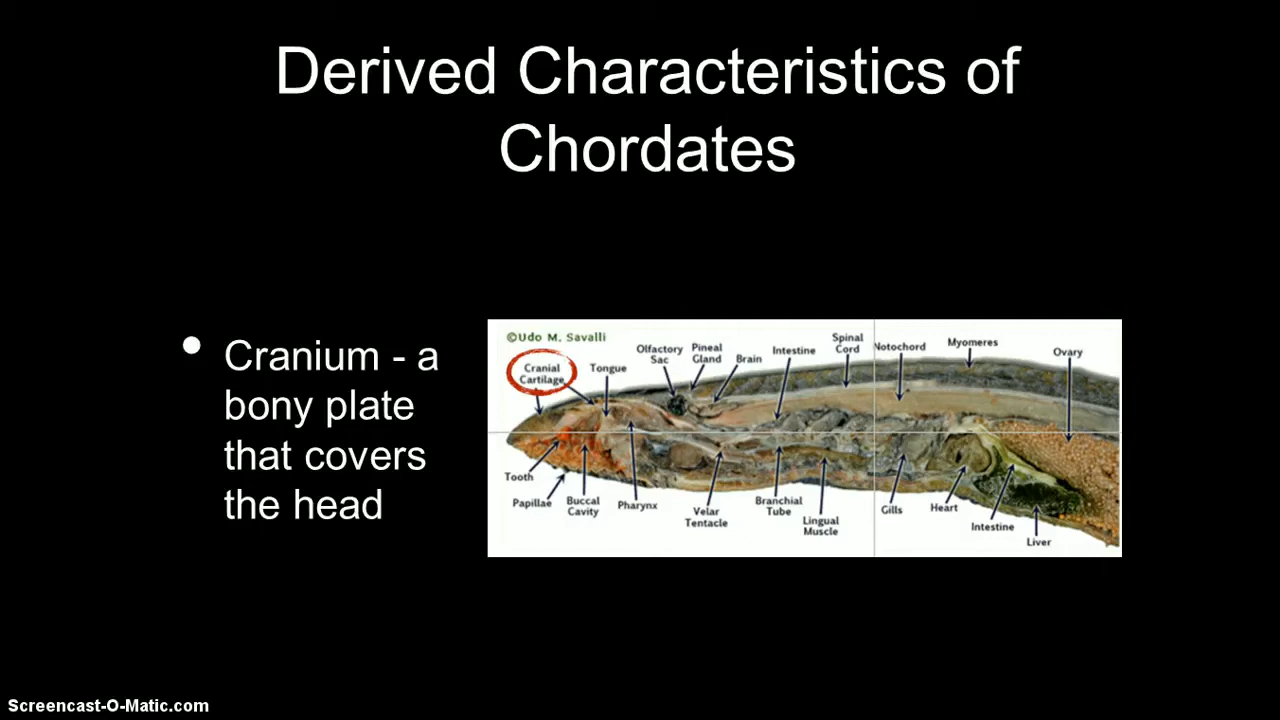 Derived Characteristics of
Chordates
• Cranium - a
bony plate
that covers
the head
©Udo M. Savalli
Cranial
Cartilage
Tongue
Olfactory
Sac
Pineal
Gland
Brain
Intestine
Spinal
Cord
Notochord
Myomeres
Ovary
Tooth
Papillae
Buccal
Cavity
Pharynx
Velar
Tentacle
Branchial
Tube
Lingual
Muscle
Gills
Heart
Intestine
Liver
Screencast-O-Matic.com